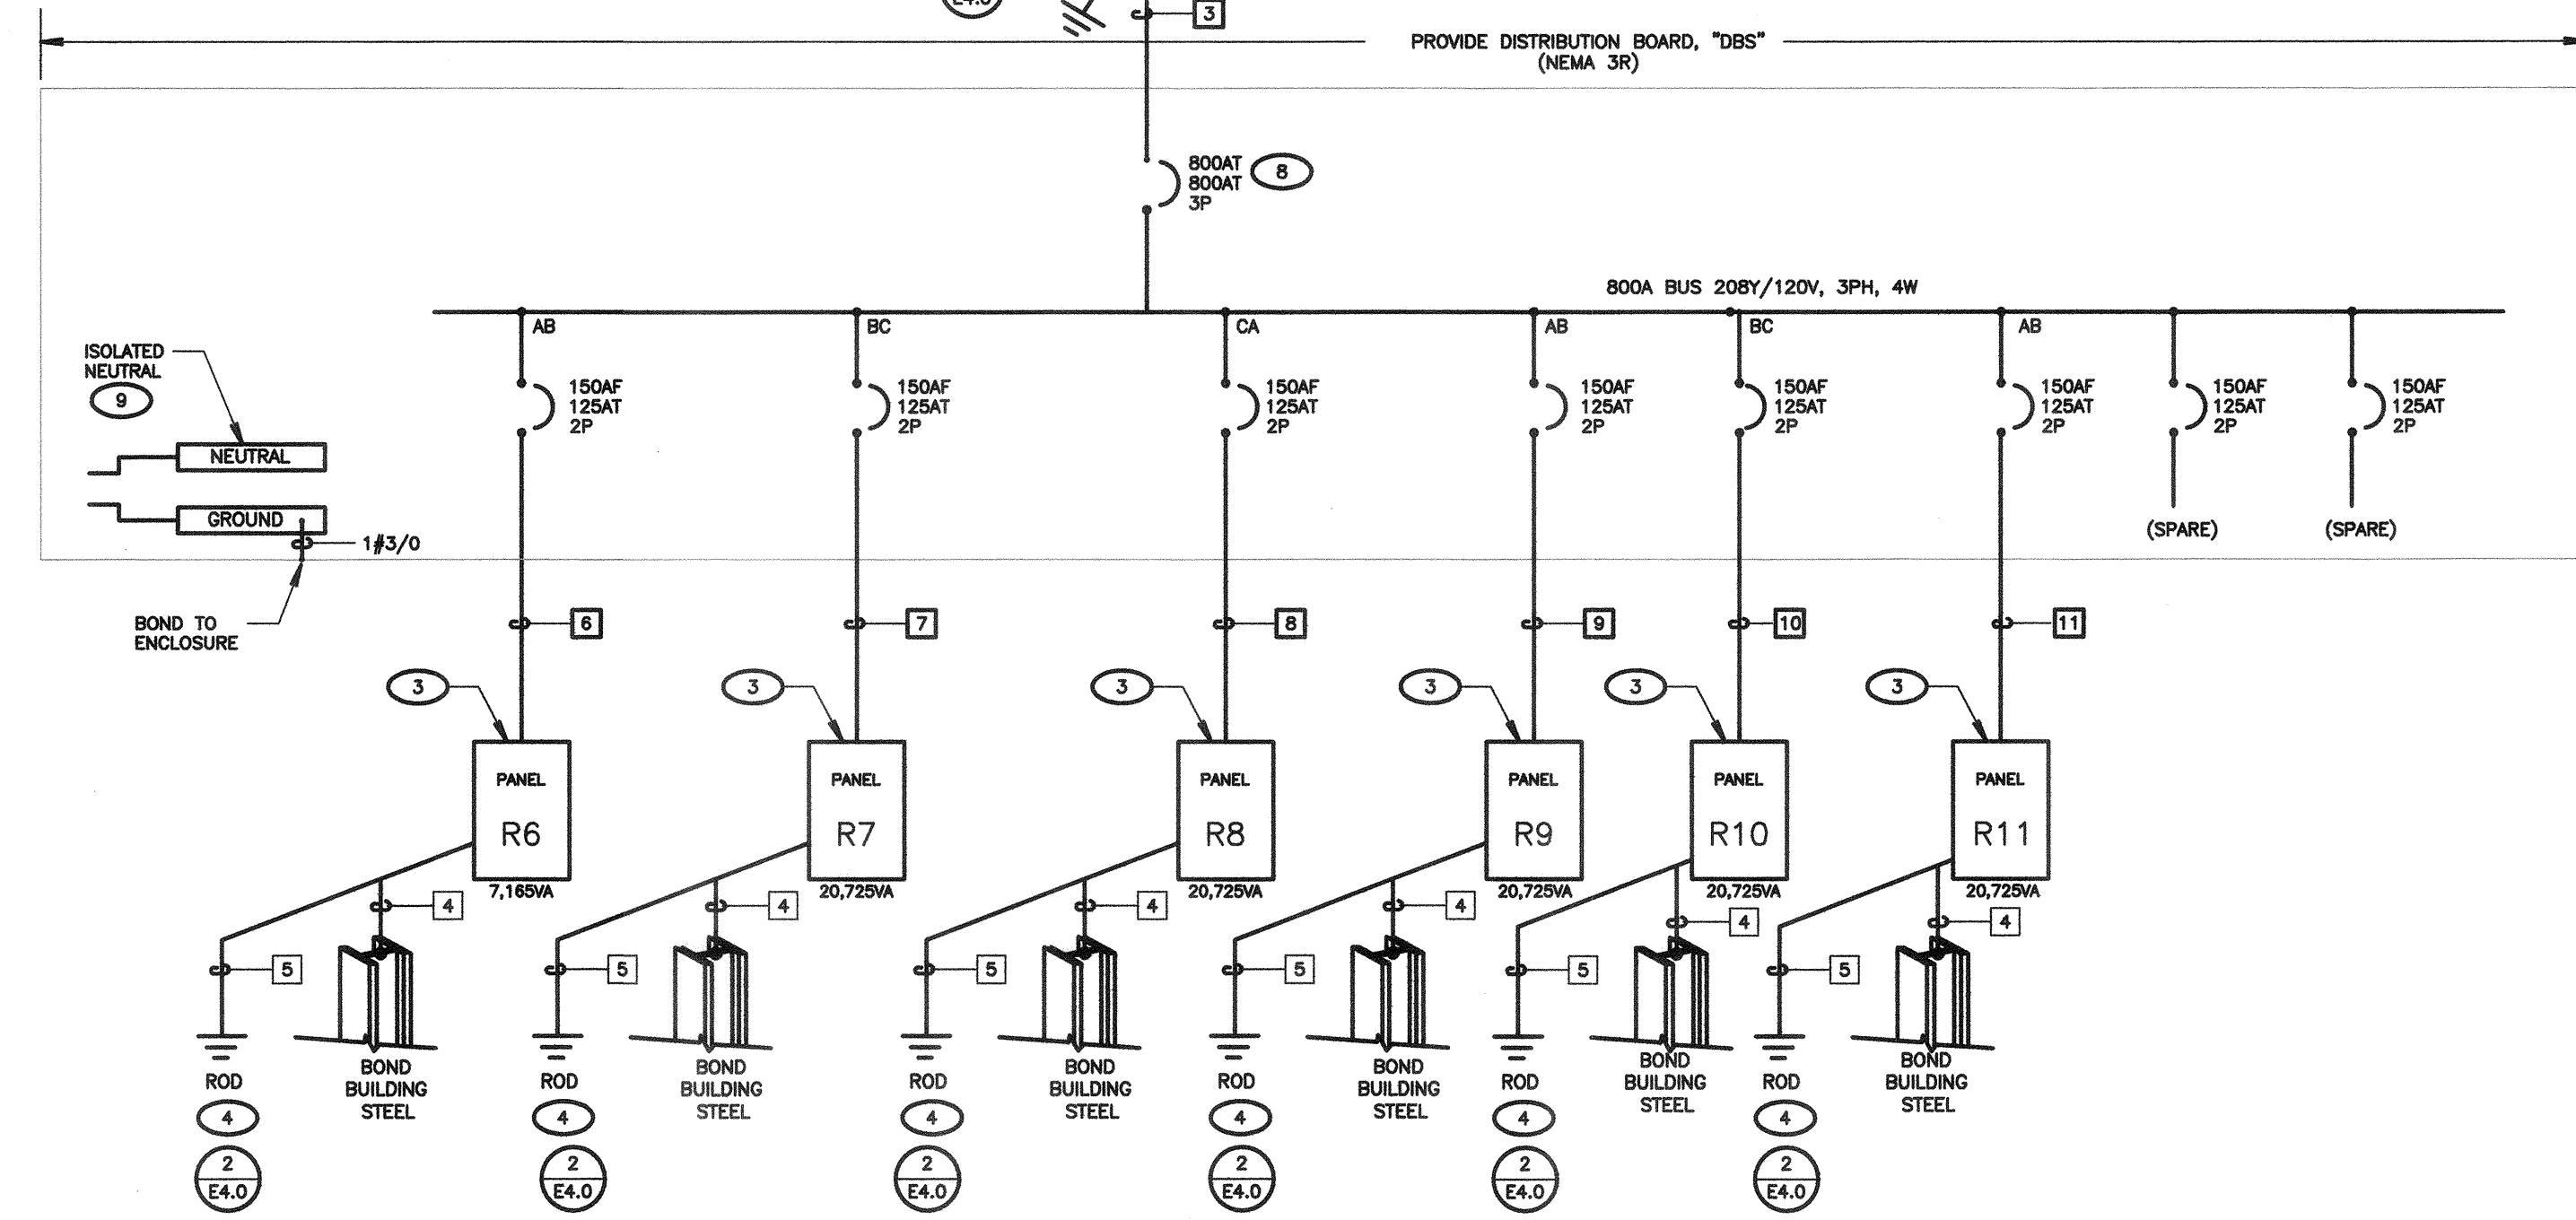 E4.0
3
PROVIDE DISTRIBUTION BOARD, "DBS"
(NEMA 3R)
800AT
800AT
3P
8
800A BUS 208Y/120V, 3PH, 4W
AB
BC
CA
AB
BC
AB
ISOLATED
NEUTRAL
9
NEUTRAL
GROUND
1#3/0
BOND TO
ENCLOSURE
150AF
125AT
2P
150AF
125AT
2P
150AF
125AT
2P
150AF
125AT
2P
150AF
125AT
2P
150AF
125AT
2P
150AF
125AT
2P
150AF
125AT
2P
(SPARE)
(SPARE)
6
7
8
9
10
11
3
3
3
3
3
3
PANEL
R6
7,165VA
PANEL
R7
20,725VA
PANEL
R8
20,725VA
PANEL
R9
20,725VA
PANEL
R10
20,725VA
PANEL
R11
20,725VA
4
4
4
4
4
4
5
5
5
5
5
5
ROD
4
2
E4.0
BOND
BUILDING
STEEL
ROD
4
2
E4.0
BOND
BUILDING
STEEL
ROD
4
2
E4.0
BOND
BUILDING
STEEL
ROD
4
2
E4.0
BOND
BUILDING
STEEL
ROD
4
2
E4.0
BOND
BUILDING
STEEL
ROD
4
2
E4.0
BOND
BUILDING
STEEL